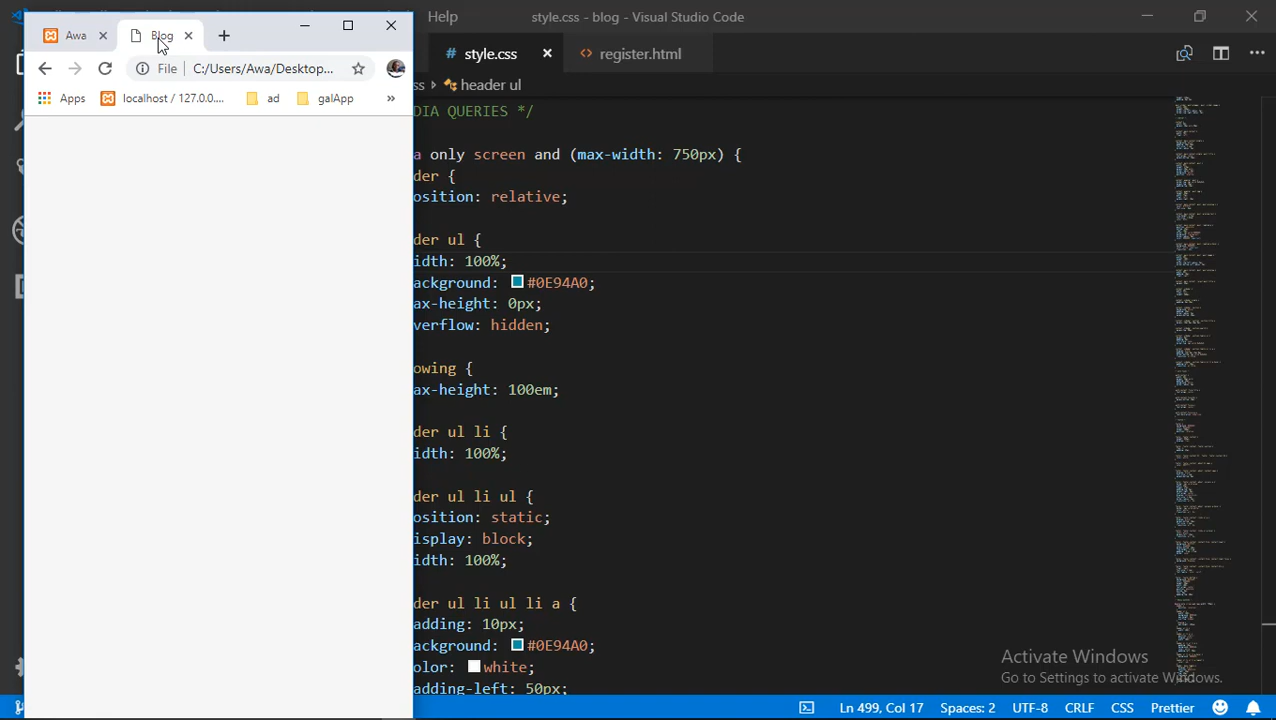 Help
style.css - blog - Visual Studio Code
Awa
Blog
# style.css
<> register.html
File
C:/Users/Awa/Desktop...
ss > header ul
Apps
localhost / 127.0.0....
ad
galApp
»
DIA QUERIES */
a only screen and (max-width: 750px) {
der {
osition: relative;
der ul {
idth: 100%;
ackground: #0E94A0;
ax-height: 0px;
verflow: hidden;
owing {
ax-height: 100em;
der ul li {
idth: 100%;
der ul li ul {
osition: static;
isplay: block;
idth: 100%;
der ul li ul li a {
adding: 10px;
ackground: #0E94A0;
olor: white;
adding-left: 50px;
Activate Windows
Go to Settings to activate Windows.
Ln 499, Col 17
Spaces: 2
UTF-8
CRLF
CSS
Prettier